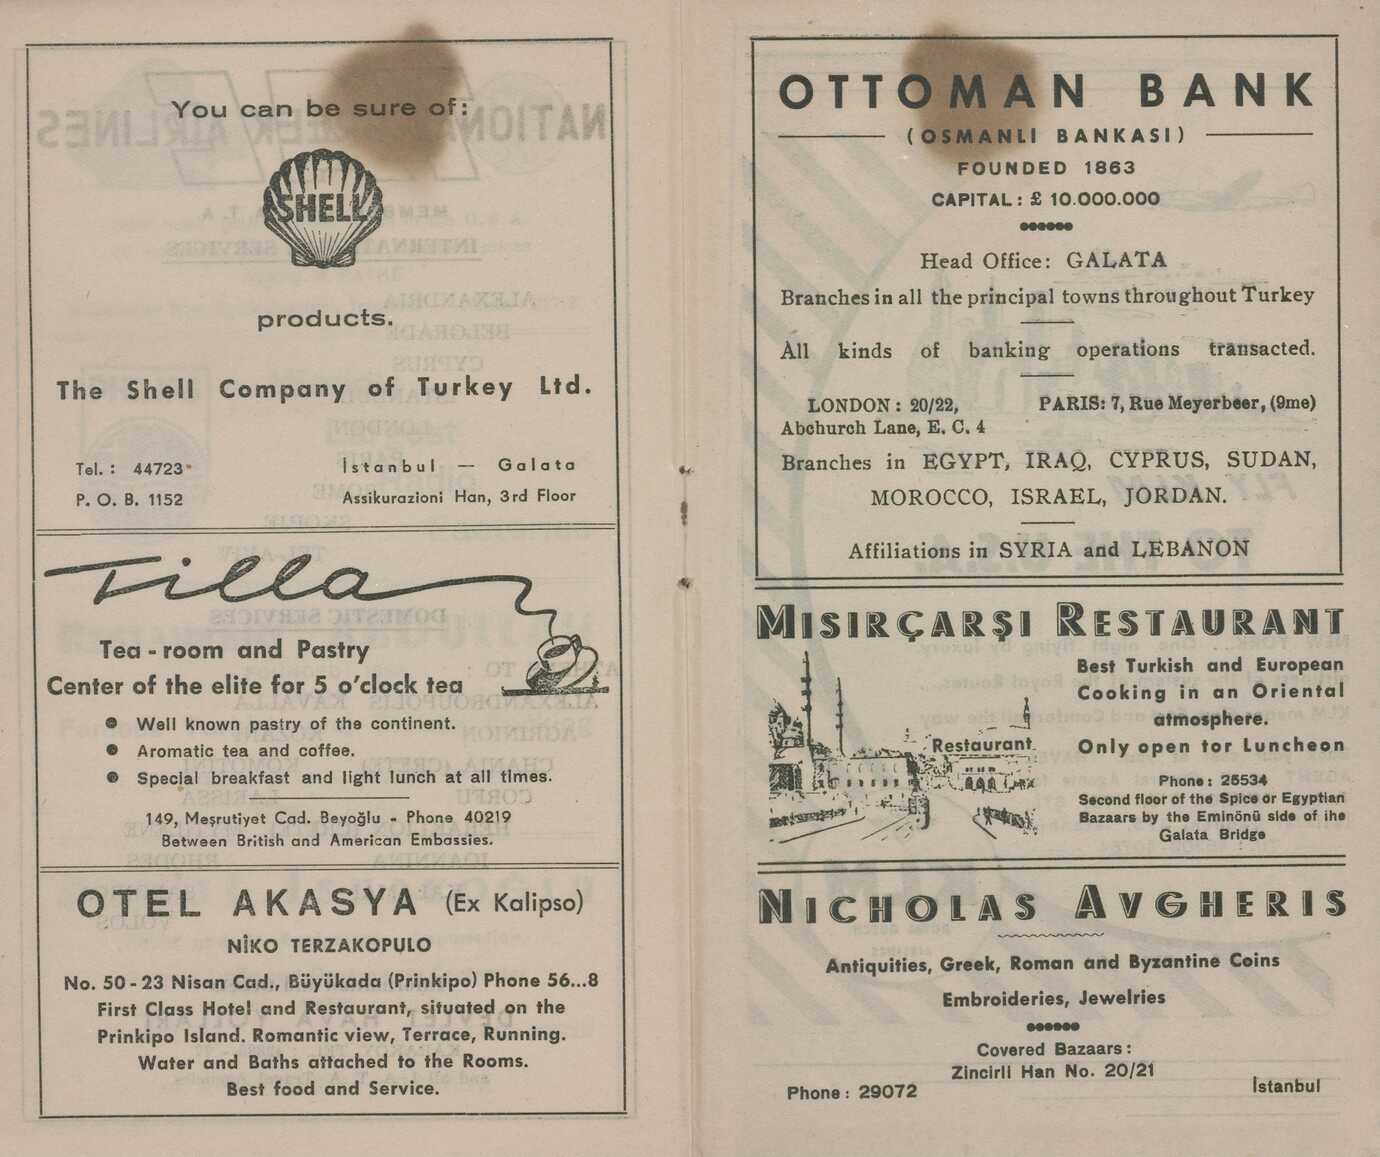 You can be sure of:
SHELL
products.
The Shell Company of Turkey Ltd.
Tel. : 44723
P. O. B. 1152
İstanbul — Galata
Assikurazioni Han, 3rd Floor
Tilla
Tea - room and Pastry
Center of the elite for 5 o'clock tea
Well known pastry of the continent.
Aromatic tea and coffee.
Special breakfast and light lunch at all times.
149, Meşrutiyet Cad. Beyoğlu - Phone 40219
Between British and American Embassies.
OTEL AKASYA (Ex Kalipso)
NİKO TERZAKOPULO
No. 50 - 23 Nisan Cad., Büyükada (Prinkipo) Phone 56...8
First Class Hotel and Restaurant, situated on the
Prinkipo Island. Romantic view, Terrace, Running.
Water and Baths attached to the Rooms.
Best food and Service.
OTTOMAN BANK
(OSMANLI BANKASI)
FOUNDED 1863
CAPITAL : £ 10.000.000
Head Office: GALATA
Branches in all the principal towns throughout Turkey
All kinds of banking operations transacted.
LONDON : 20/22,
Abchurch Lane, E. C. 4
PARIS: 7, Rue Meyerbeer, (9me)
Branches in EGYPT, IRAQ, CYPRUS, SUDAN,
MOROCCO, ISRAEL, JORDAN.
Affiliations in SYRIA and LEBANON
MISIRÇARŞI RESTAURANT
Restaurant
Best Turkish and European
Cooking in an Oriental
atmosphere.
Only open tor Luncheon
Phone : 25534
Second floor of the Spice or Egyptian
Bazaars by the Eminönü side of the
Galata Bridge
NICHOLAS AVGHERIS
Antiquities, Greek, Roman and Byzantine Coins
Embroideries, Jewelries
Covered Bazaars :
Zincirli Han No. 20/21
Phone : 29072
İstanbul